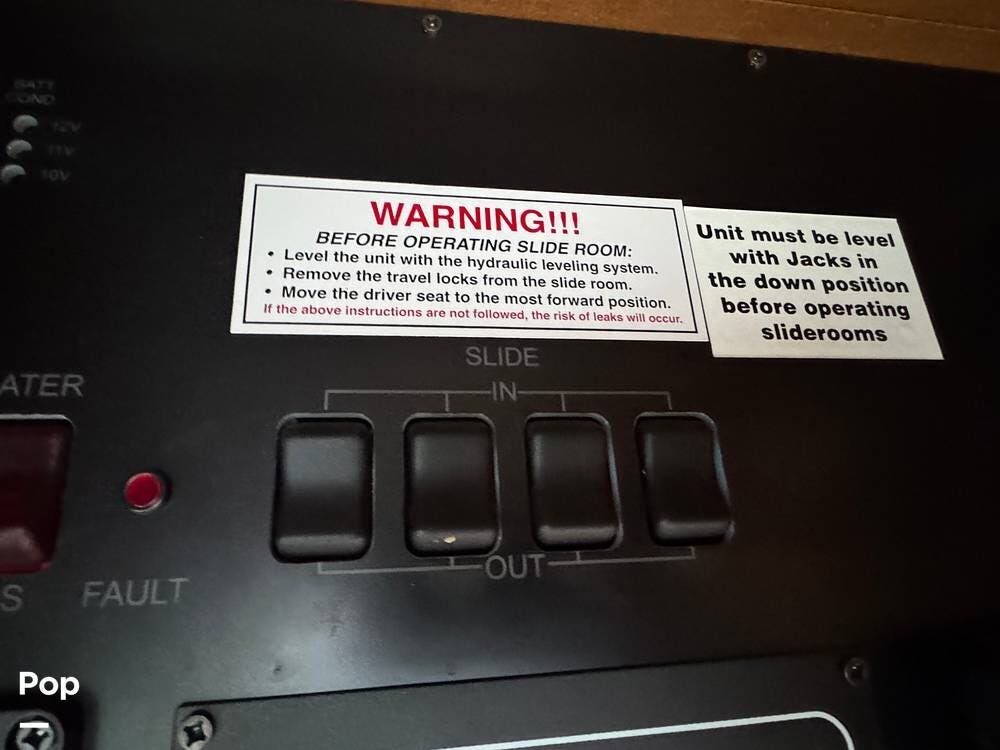 BATT
COND
12V
11V
10V
WARNING!!!
BEFORE OPERATING SLIDE ROOM:
• Level the unit with the hydraulic leveling system.
• Remove the travel locks from the slide room.
• Move the driver seat to the most forward position.
If the above instructions are not followed, the risk of leaks will occur.
Unit must be level
with Jacks in
the down position
before operating
sliderooms
SLIDE
IN
ATER
OUT
S
FAULT
Pop